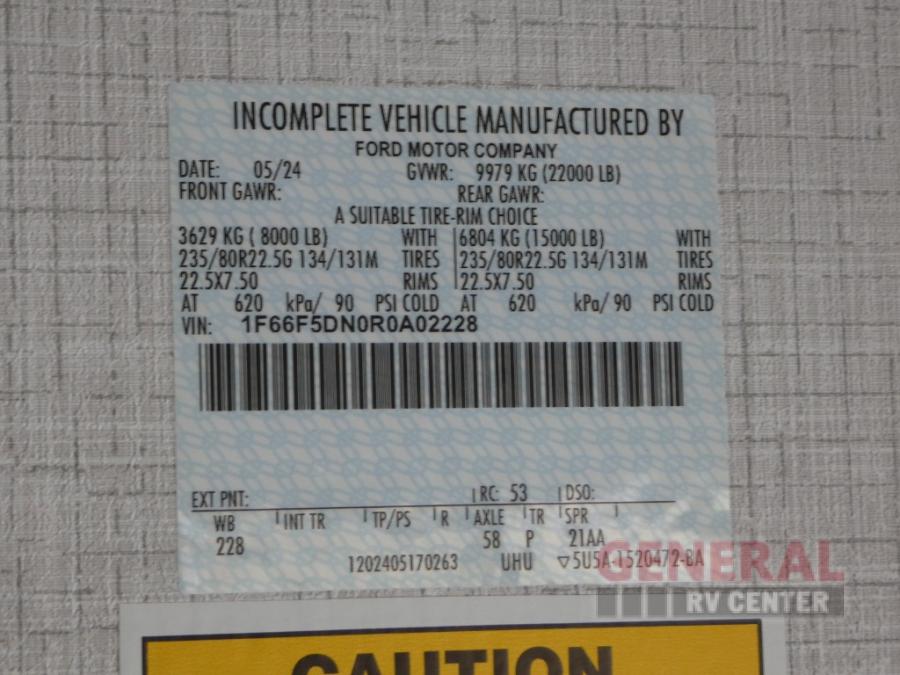 INCOMPLETE VEHICLE MANUFACTURED BY
FORD MOTOR COMPANY
DATE: 05/24 GVWR: 9979 KG (22000 LB)
FRONT GAWR: REAR GAWR:
A SUITABLE TIRE-RIM CHOICE
3629 KG ( 8000 LB) WITH 6804 KG (15000 LB) WITH
235/80R22.5G 134/131M TIRES 235/80R22.5G 134/131M TIRES
22.5X7.50 RIMS 22.5X7.50 RIMS
AT 620 kPa/ 90 PSI COLD AT 620 kPa/ 90 PSI COLD
VIN: 1F66F5DN0R0A02228
EXT PNT: RC: 53 DSO:
WB INT TR TP/PS R AXLE TR SPR
228 58 P 21AA
1202405170263 UHU ▽5U5A-1520472-BA
GENERAL
RV CENTER
CAUTION